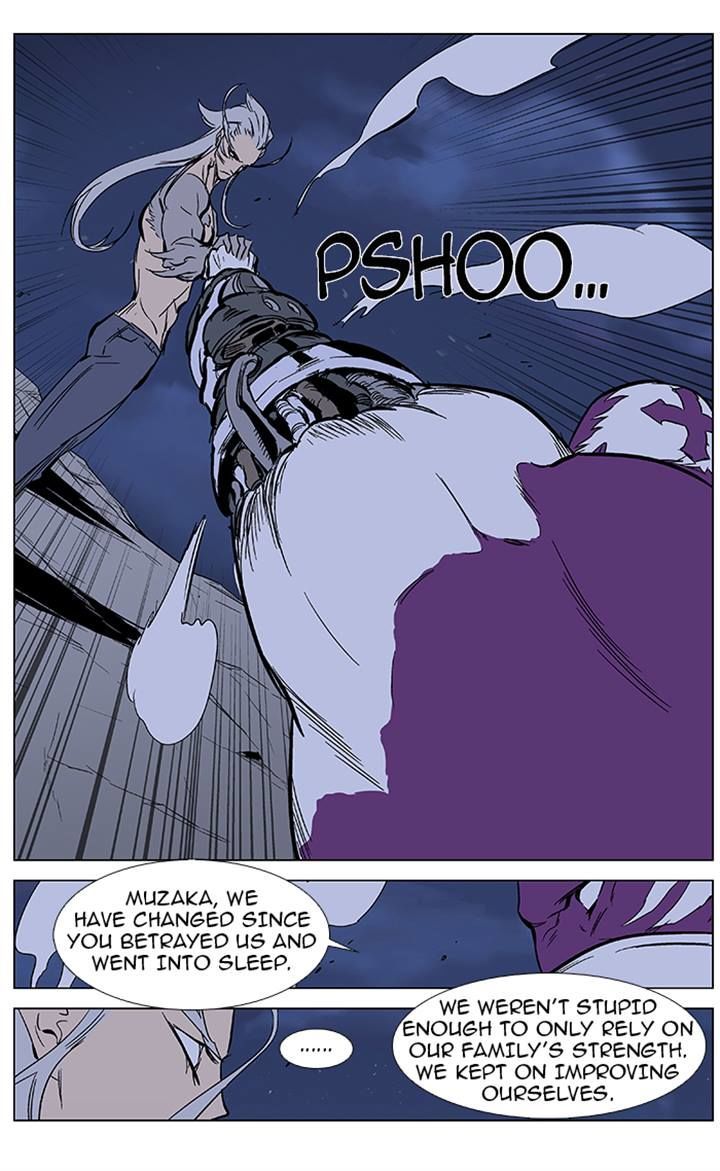 PSHOO...
MUZAKA, WE
HAVE CHANGED SINCE
YOU BETRAYED US AND
WENT INTO SLEEP.
......
WE WEREN'T STUPID
ENOUGH TO ONLY RELY ON
OUR FAMILY'S STRENGTH.
WE KEPT ON IMPROVING
OURSELVES.